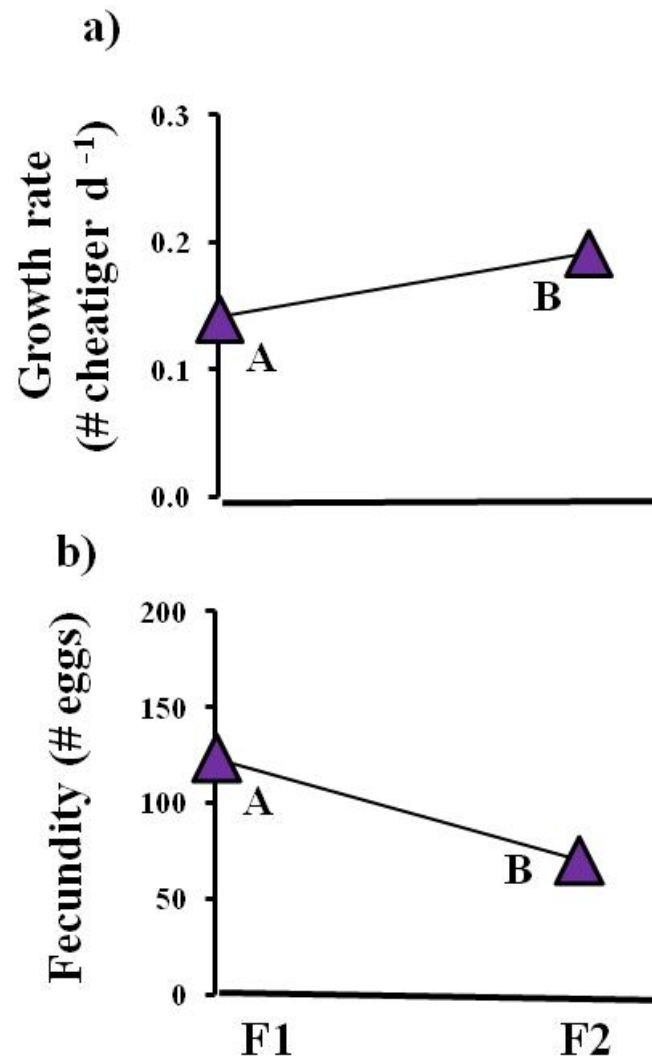 a)
Growth rate
(# cheatiger d -1)
0.3
0.2
0.1
0.0
A
B
b)
Fecundity (# eggs)
200
150
100
50
0
A
B
F1 F2